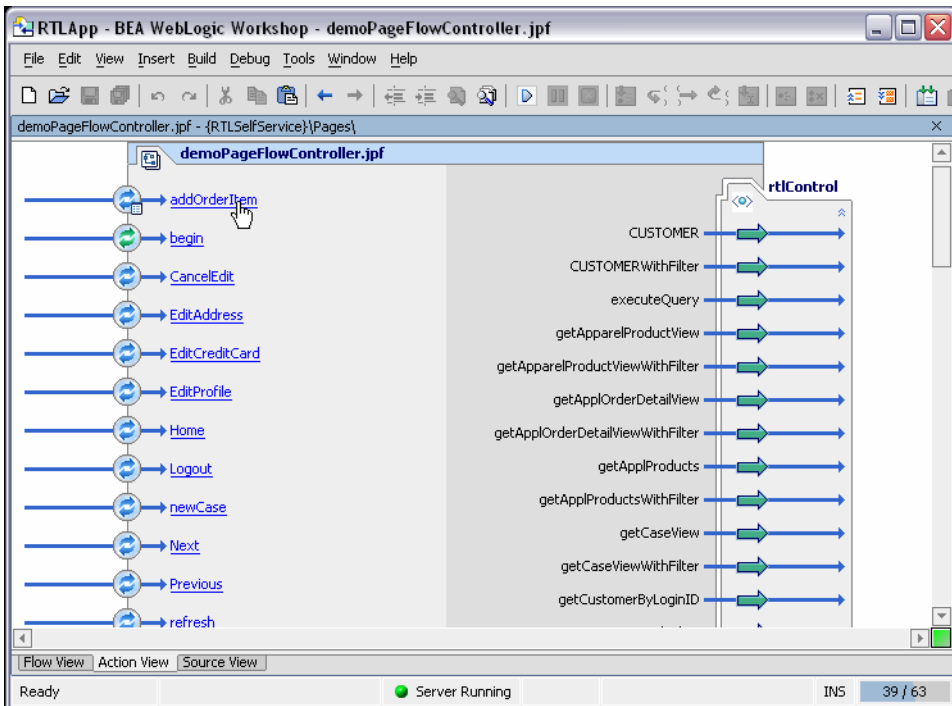 RTLApp - BEA WebLogic Workshop - demoPageFlowController.jpf
File Edit View Insert Build Debug Tools Window Help
demoPageFlowController.jpf - {RTLSelfService}\Pages\
demoPageFlowController.jpf
rtlControl
addOrderItem
begin
CancelEdit
EditAddress
EditCreditCard
EditProfile
Home
Logout
newCase
Next
Previous
refresh
CUSTOMER
CUSTOMERWithFilter
executeQuery
getApparelProductView
getApparelProductViewWithFilter
getApplOrderDetailView
getApplOrderDetailViewWithFilter
getApplProducts
getApplProductsWithFilter
getCaseView
getCaseViewWithFilter
getCustomerByLoginID
Flow View Action View Source View
Ready Server Running INS 39 / 63